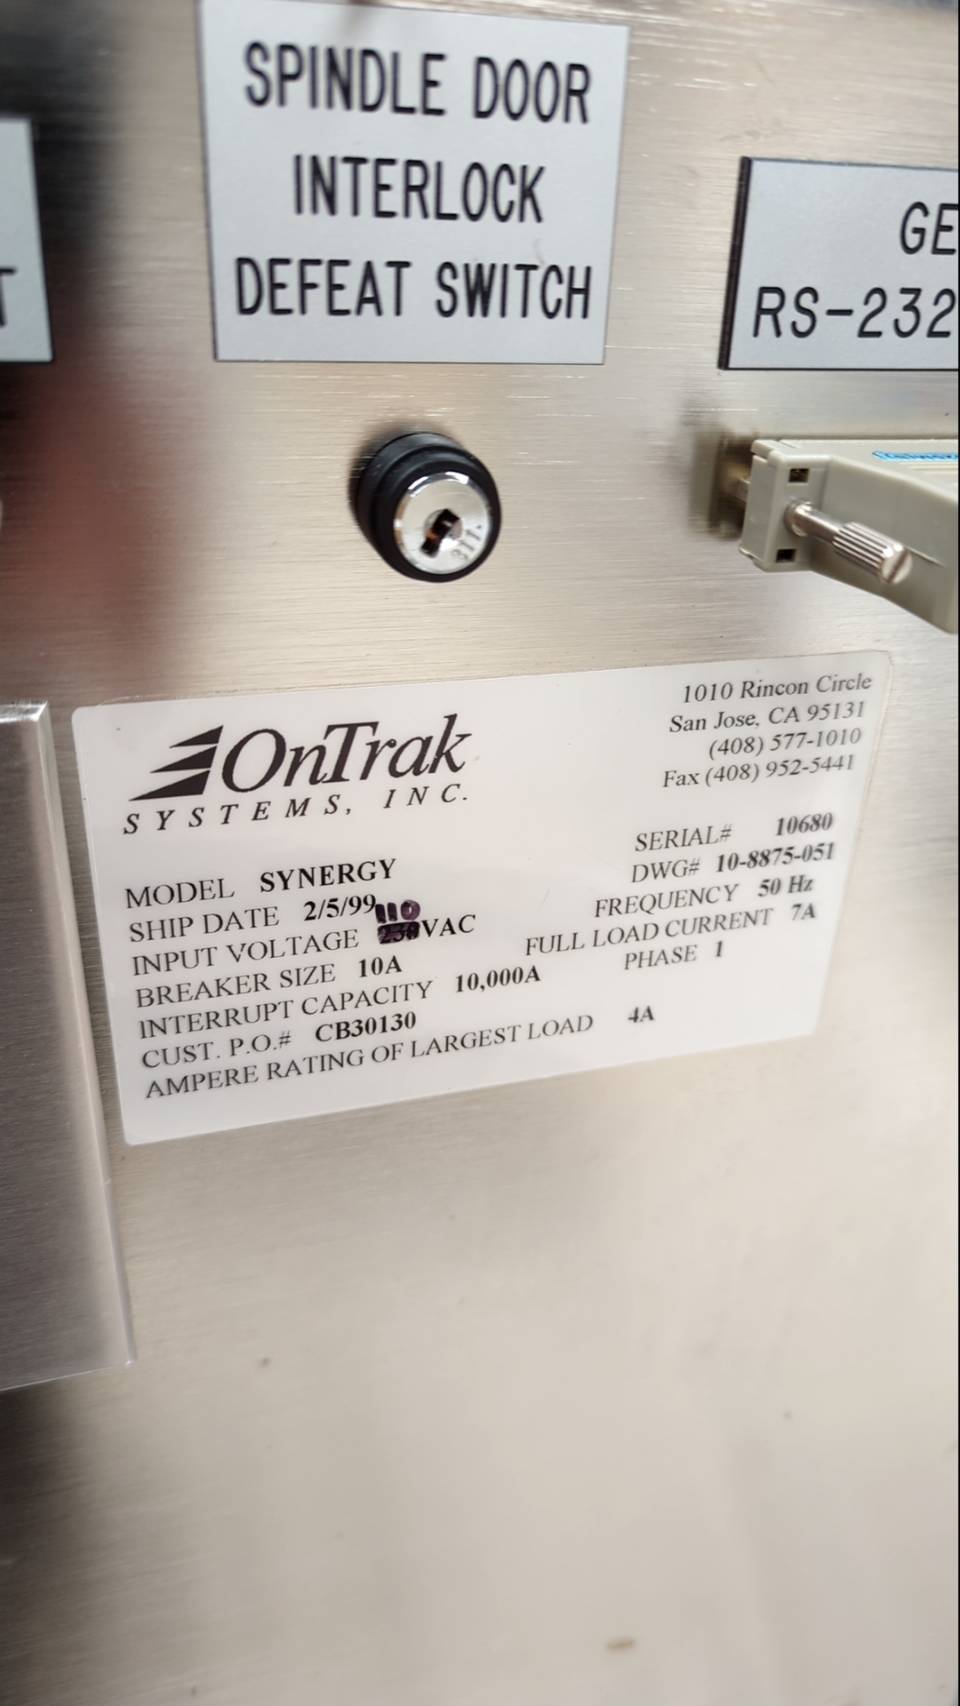 SPINDLE DOOR
INTERLOCK
DEFEAT SWITCH
T
GE
RS-232
311
OnTrak
SYSTEMS, INC.
1010 Rincon Circle
San Jose, CA 95131
(408) 577-1010
Fax (408) 952-5441
SERIAL# 10680
DWG# 10-8875-051
FREQUENCY 50 Hz
FULL LOAD CURRENT 7A
PHASE 1
MODEL SYNERGY
SHIP DATE 2/5/99
INPUT VOLTAGE 110 VAC
BREAKER SIZE 10A
INTERRUPT CAPACITY 10,000A
CUST. P.O.# CB30130
AMPERE RATING OF LARGEST LOAD 4A